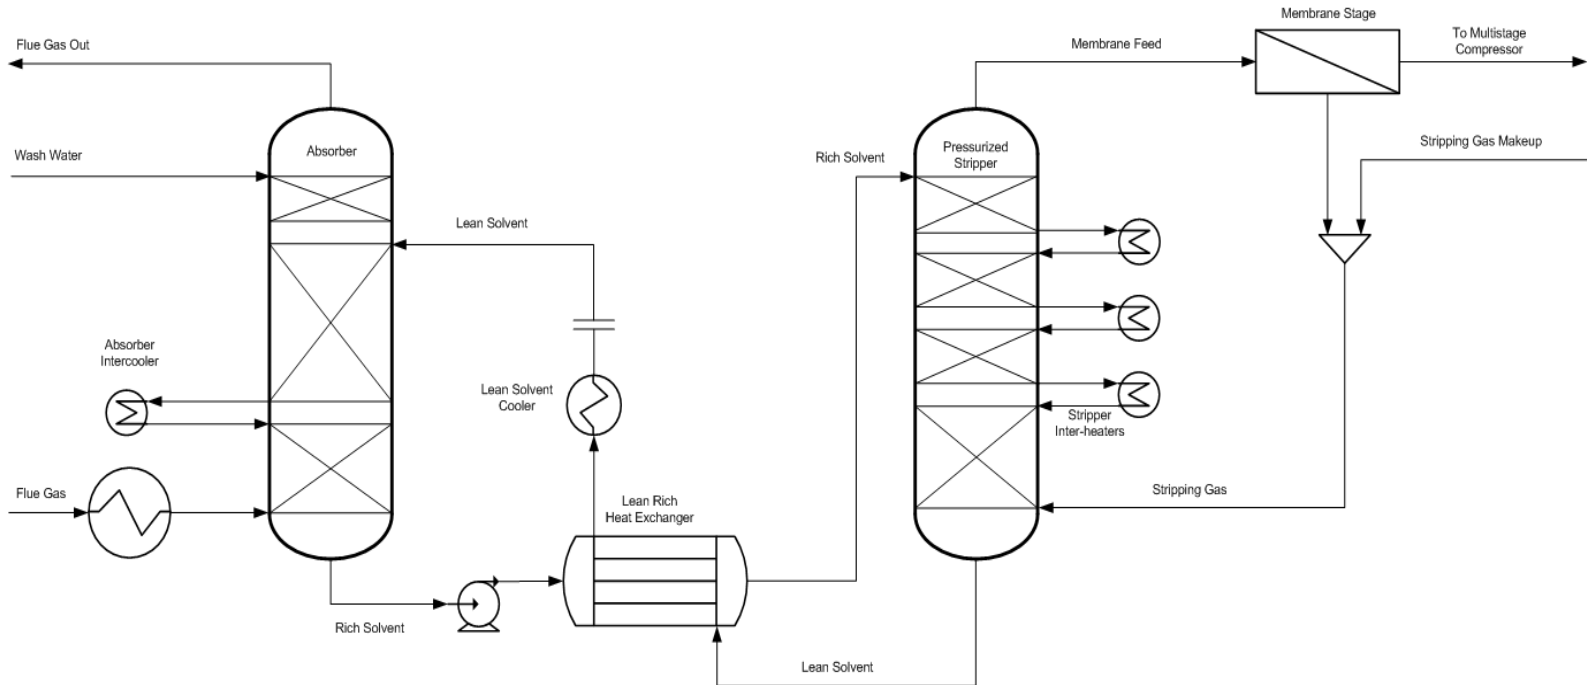 Flue Gas Out
Wash Water
Absorber
Lean Solvent
Absorber
Intercooler
Flue Gas
Lean Solvent
Cooler
Lean Rich
Heat Exchanger
Rich Solvent
Lean Solvent
Rich Solvent
Pressurized
Stripper
Membrane Feed
Membrane Stage
To Multistage
Compressor
Stripping Gas Makeup
Stripper
Inter-heaters
Stripping Gas